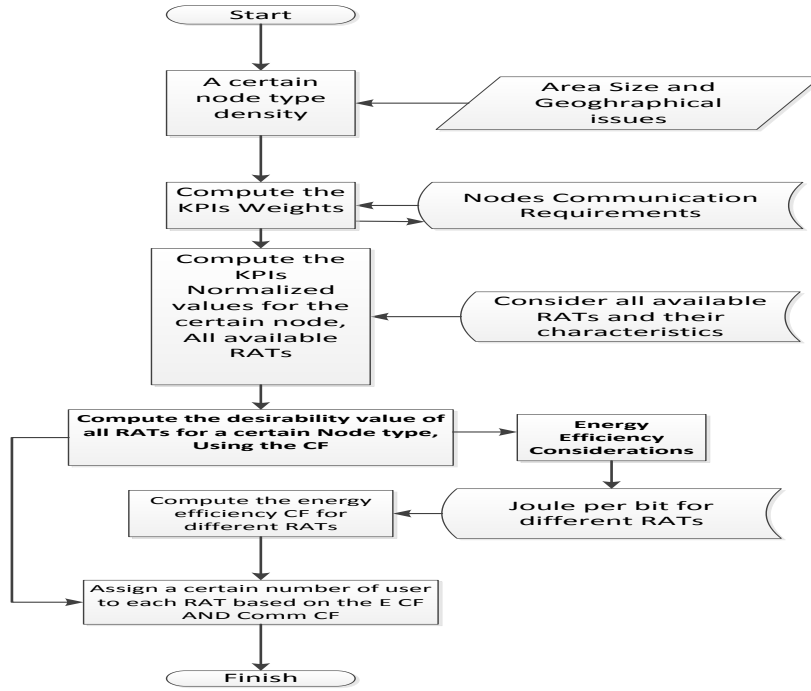 Start
A certain
node type
density
Area Size and
Geoghraphical
issues
Compute the
KPIs Weights
Nodes Communication
Requirements
Compute the
KPIs
Normalized
values for the
certain node,
All available
RATs
Consider all available
RATs and their
characteristics
Compute the desirability value of
all RATs for a certain Node type,
Using the CF
Energy
Efficiency
Considerations
Compute the energy
efficiency CF for
different RATs
Joule per bit for
different RATs
Assign a certain number of user
to each RAT based on the E CF
AND Comm CF
Finish